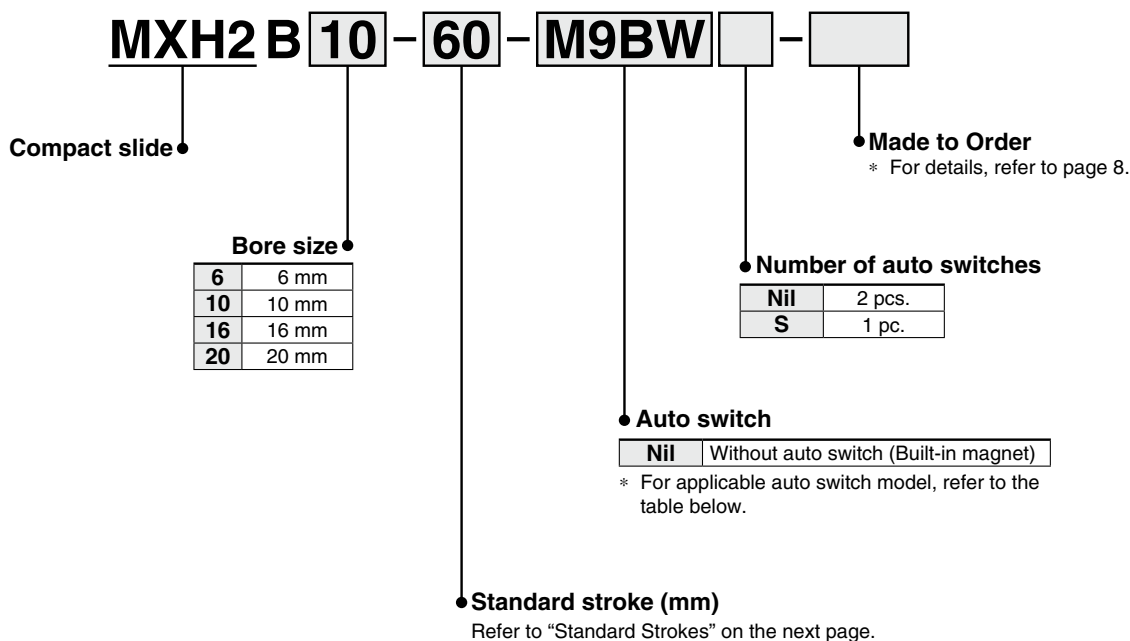 MXH2 B 10 – 60 – M9BW –
Compact slide
Made to Order
* For details, refer to page 8.
Bore size
6 6 mm
10 10 mm
16 16 mm
20 20 mm
Number of auto switches
Nil 2 pcs.
S 1 pc.
Auto switch
Nil Without auto switch (Built-in magnet)
* For applicable auto switch model, refer to the
table below.
Standard stroke (mm)
Refer to “Standard Strokes” on the next page.